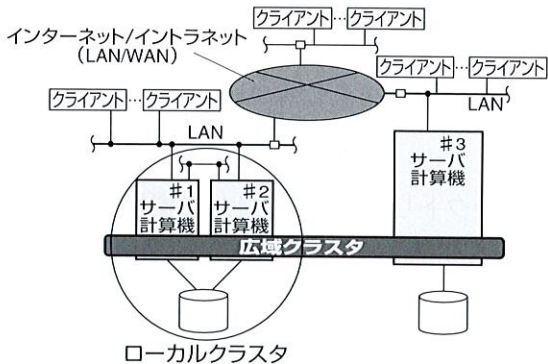 クライアント…クライアント
インターネット/イントラネット
(LAN/WAN)
クライアント…クライアント
クライアント…クライアント
LAN
LAN
#1
サーバ
計算機
#2
サーバ
計算機
#3
サーバ
計算機
広域クラスタ
ローカルクラスタ